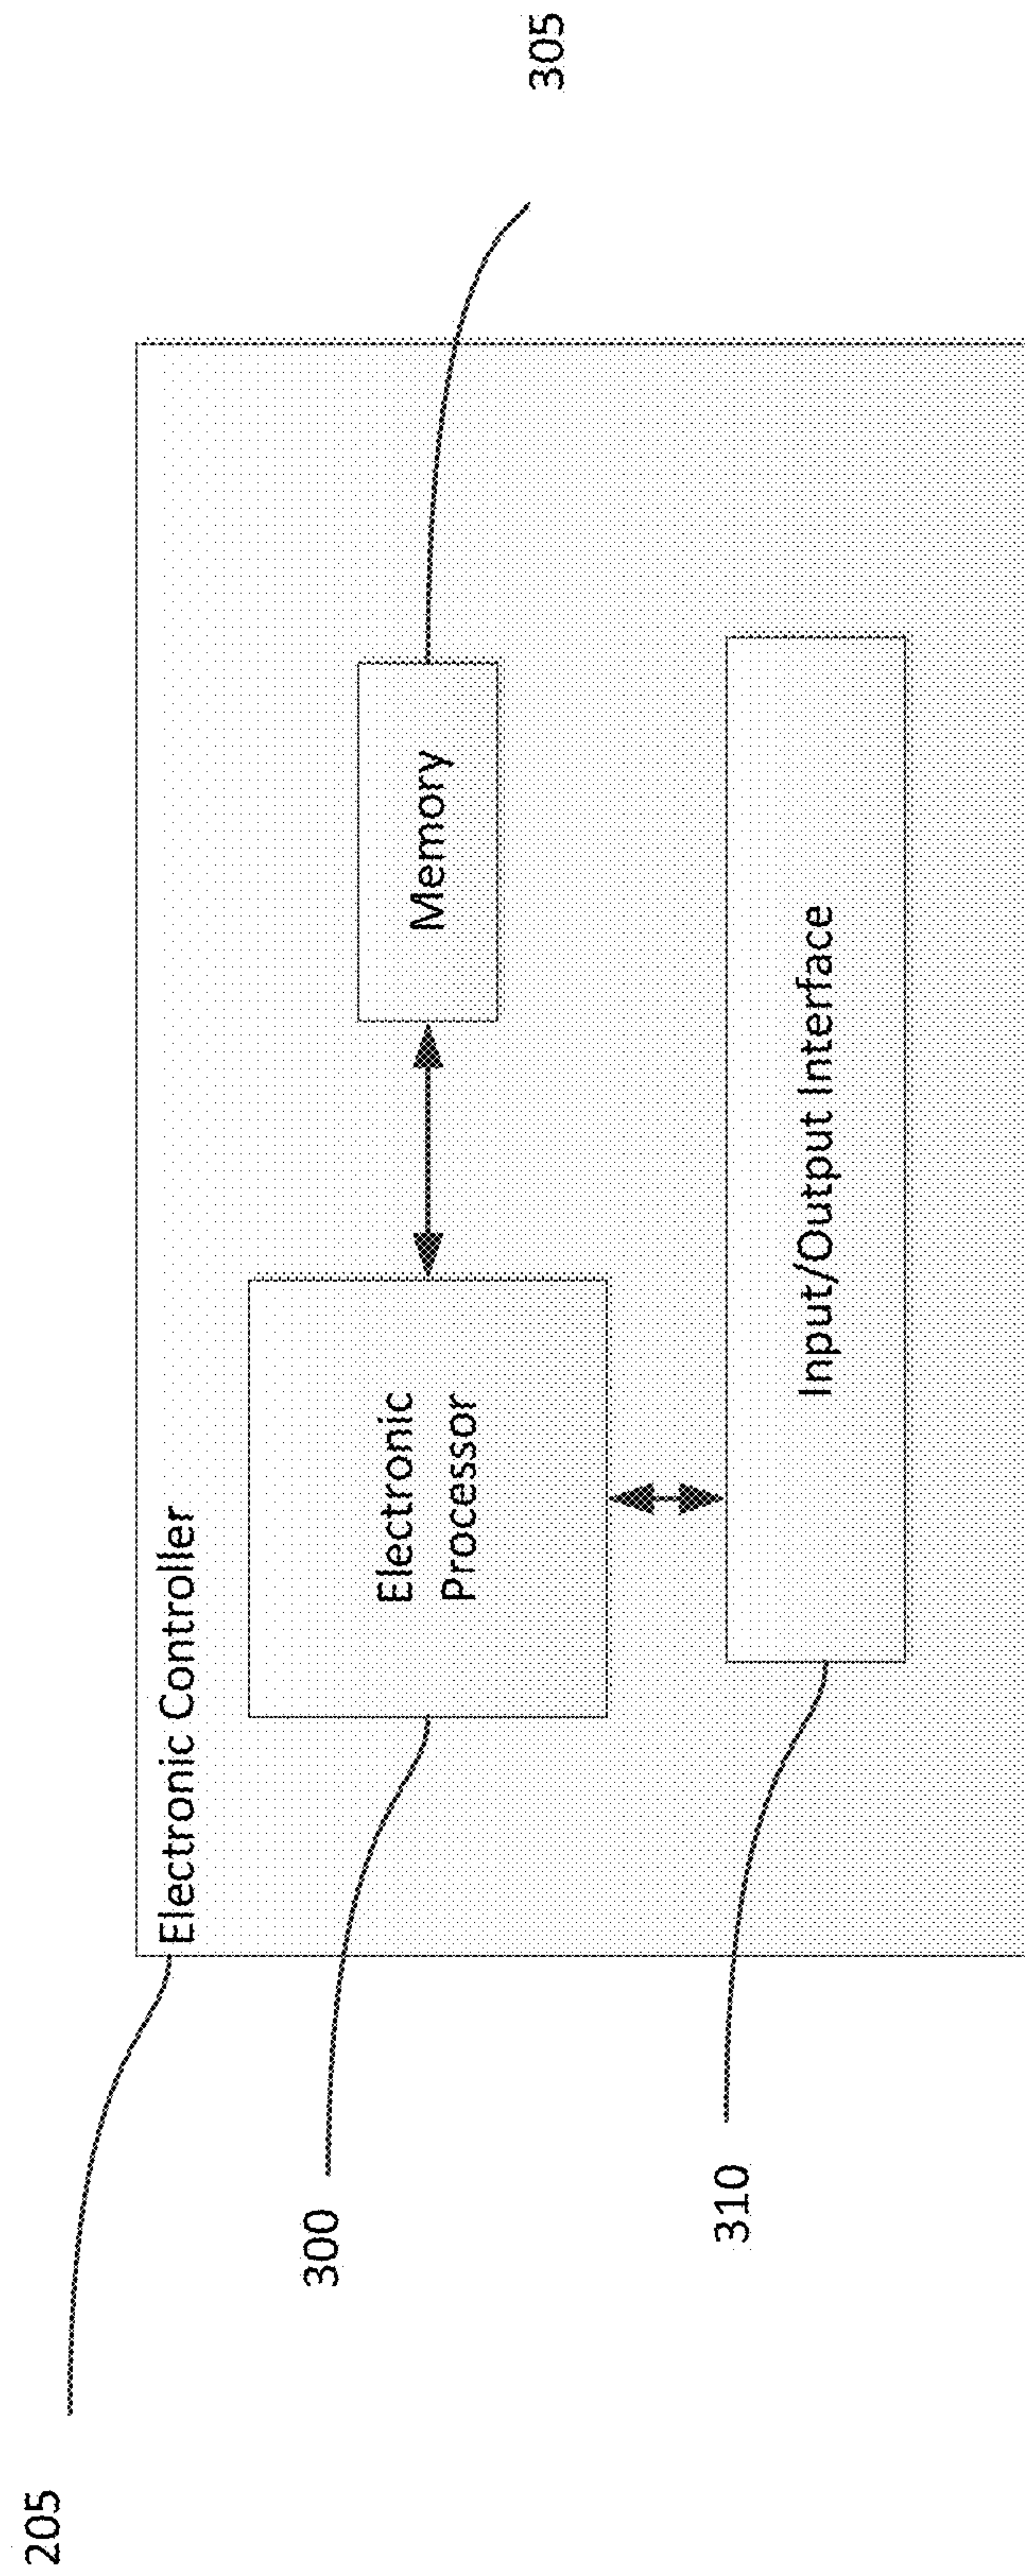 205
Electronic Controller
300
Electronic
Processor
Memory
305
310
Input/Output Interface